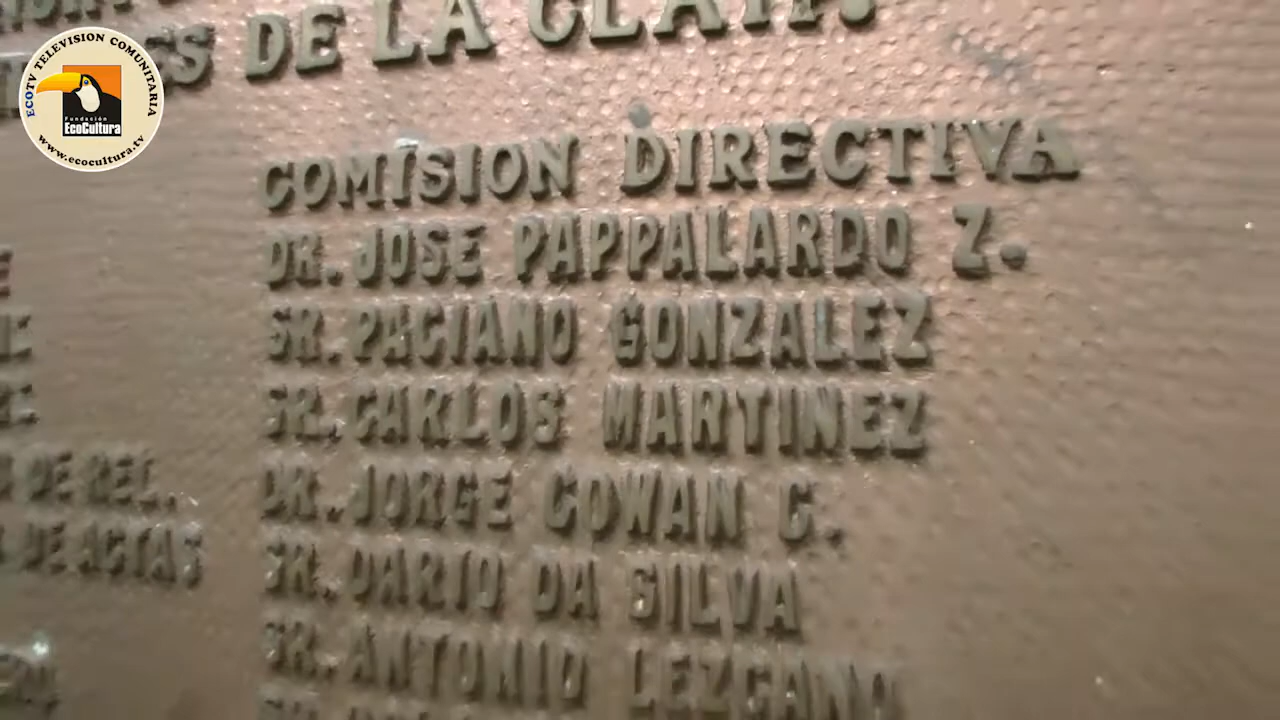 ECOTV TELEVISION COMUNITARIA
Fundación
EcoCultura
www.ecocultura.tv
DE LA
COMISION DIRECTIVA
DR. JOSE PAPPALARDO Z.
SR. PACIANO GONZALEZ
SR. CARLOS MARTINEZ
DE REL. DR. JORGE COWAN G.
DE ACTAS SR. DARIO DA SILVA
SR. ANTONIO LEZCANO